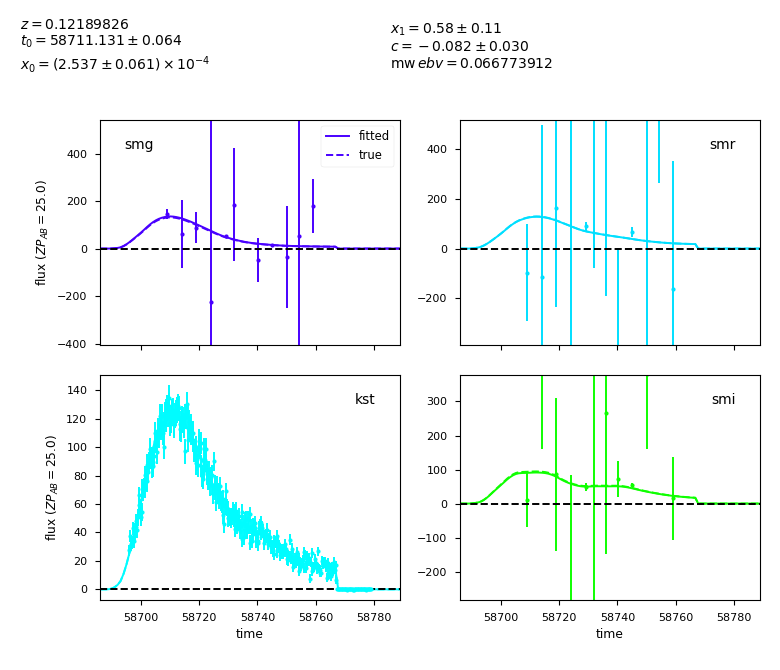 z = 0.12189826
t₀ = 58711.131 ± 0.064
x₀ = (2.537 ± 0.061) × 10⁻⁴
x₁ = 0.58 ± 0.11
c = −0.082 ± 0.030
mw ebv = 0.066773912
smg
fitted
true
400
200
0
−200
−400
flux (ZP_AB = 25.0)
smr
400
200
0
−200
kst
140
120
100
80
60
40
20
0
flux (ZP_AB = 25.0)
58700 58720 58740 58760 58780
time
smi
300
200
100
0
−100
−200
58700 58720 58740 58760 58780
time